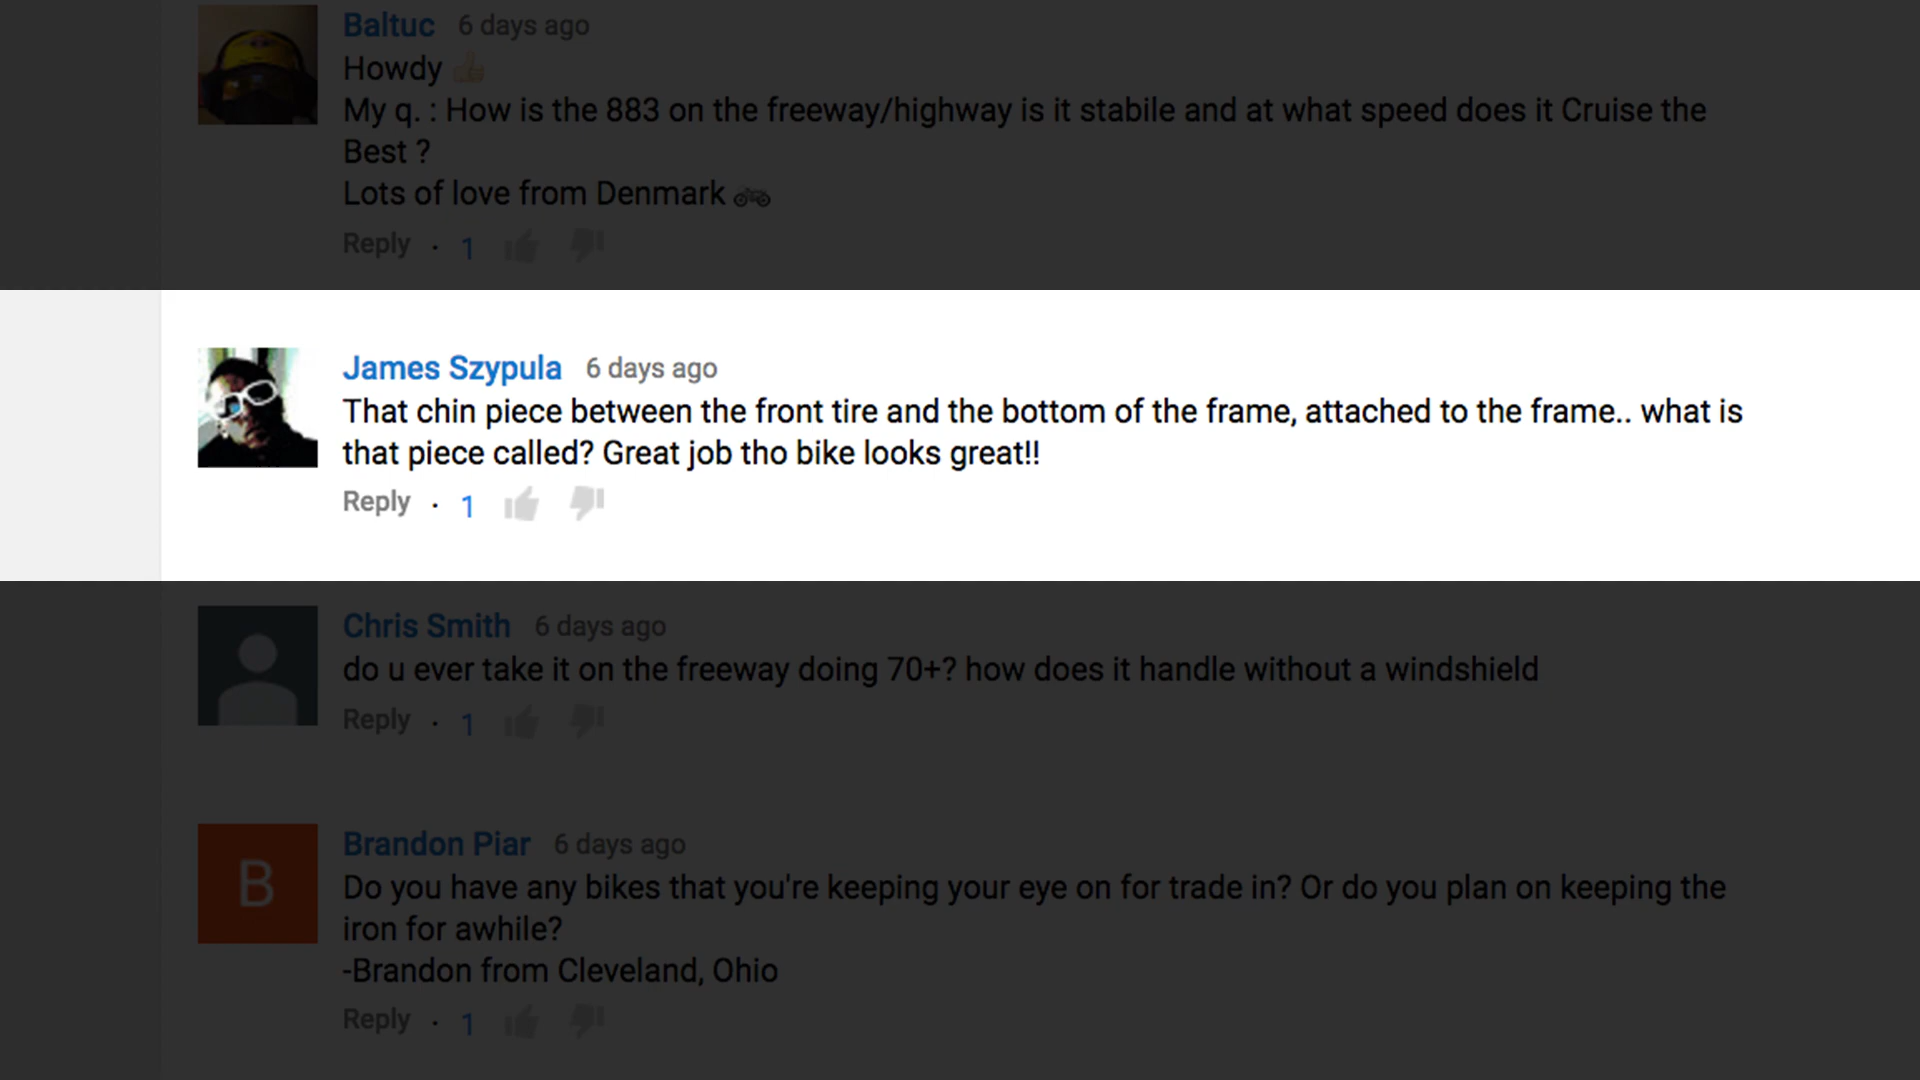 Baltuc 6 days ago
Howdy 👍
My q. : How is the 883 on the freeway/highway is it stabile and at what speed does it Cruise the
Best ?
Lots of love from Denmark 🏍
Reply · 1
James Szypula 6 days ago
That chin piece between the front tire and the bottom of the frame, attached to the frame.. what is
that piece called? Great job tho bike looks great!!
Reply · 1
Chris Smith 6 days ago
do u ever take it on the freeway doing 70+? how does it handle without a windshield
Reply · 1
B
Brandon Piar 6 days ago
Do you have any bikes that you're keeping your eye on for trade in? Or do you plan on keeping the
iron for awhile?
-Brandon from Cleveland, Ohio
Reply · 1